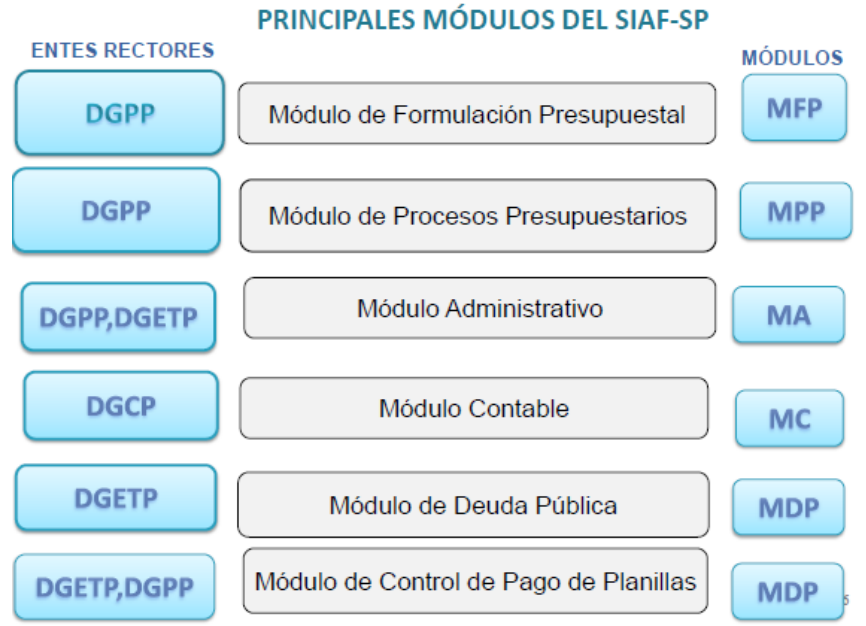 PRINCIPALES MÓDULOS DEL SIAF-SP
ENTES RECTORES
MÓDULOS
DGPP
Módulo de Formulación Presupuestal
MFP
DGPP
Módulo de Procesos Presupuestarios
MPP
DGPP,DGETP
Módulo Administrativo
MA
DGCP
Módulo Contable
MC
DGETP
Módulo de Deuda Pública
MDP
DGETP,DGPP
Módulo de Control de Pago de Planillas
MDP